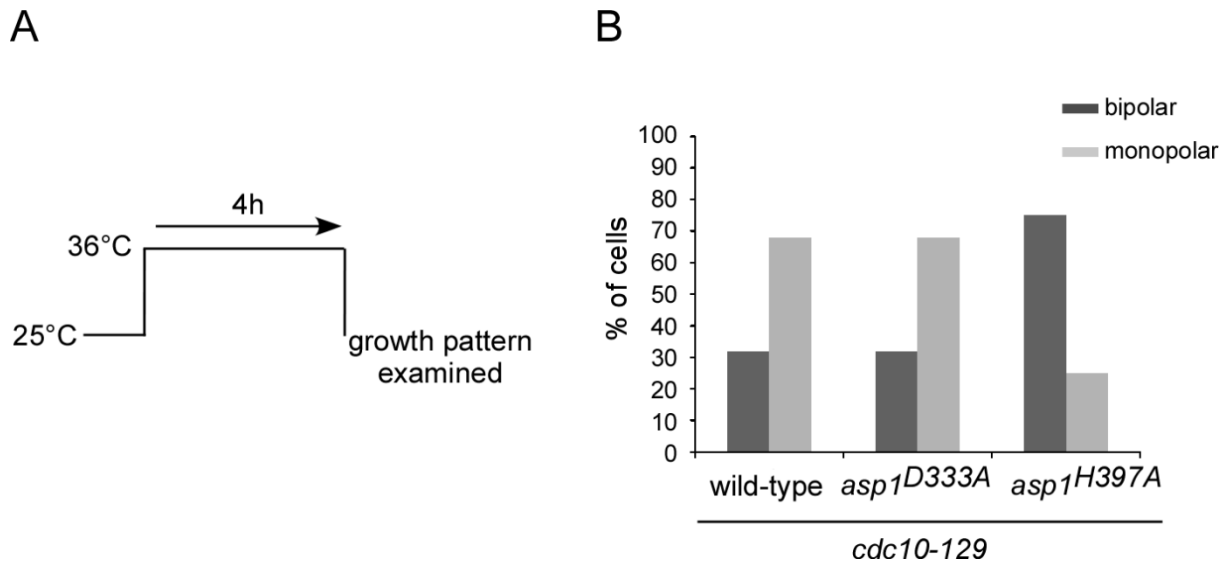 A
4h
36°C
25°C
growth pattern
examined
B
bipolar
monopolar
% of cells
100
90
80
70
60
50
40
30
20
10
0
wild-type
asp1D333A
asp1H397A
cdc10-129